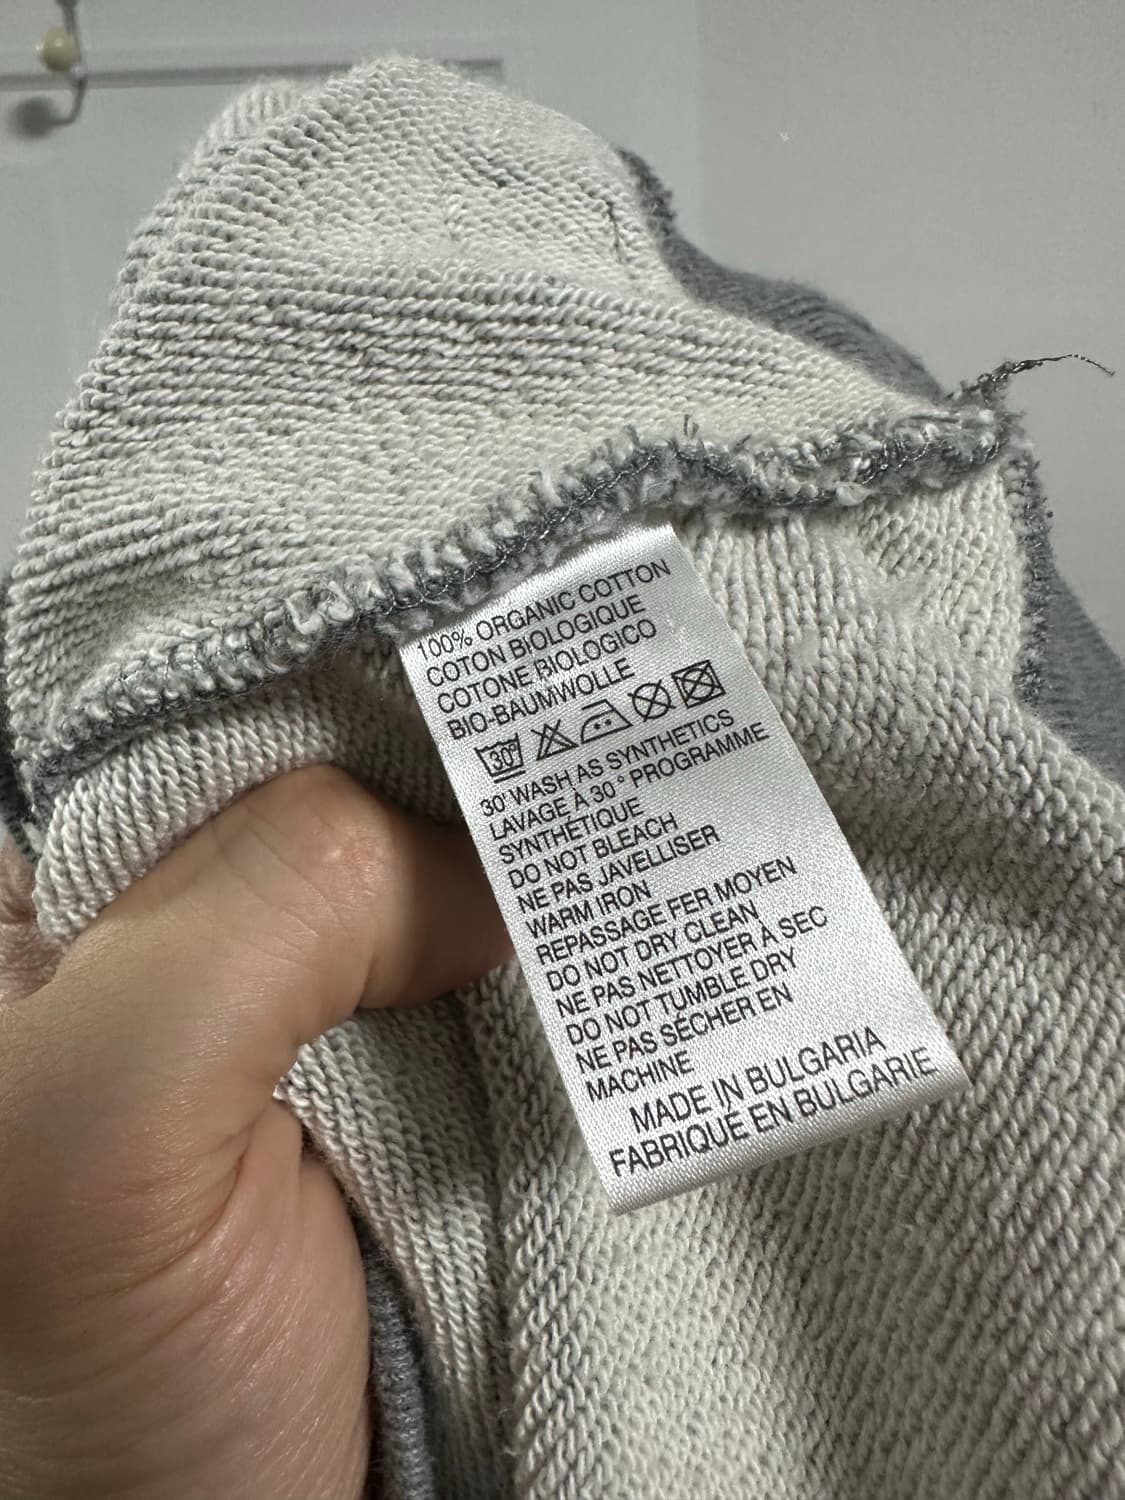 100% ORGANIC COTTON
COTON BIOLOGIQUE
COTONE BIOLOGICO
BIO-BAUMWOLLE
30°
30° WASH AS SYNTHETICS
LAVAGE À 30° PROGRAMME
SYNTHÉTIQUE
DO NOT BLEACH
NE PAS JAVELLISER
WARM IRON
REPASSAGE FER MOYEN
DO NOT DRY CLEAN
NE PAS NETTOYER À SEC
DO NOT TUMBLE DRY
NE PAS SÉCHER EN
MACHINE
MADE IN BULGARIA
FABRIQUE EN BULGARIE